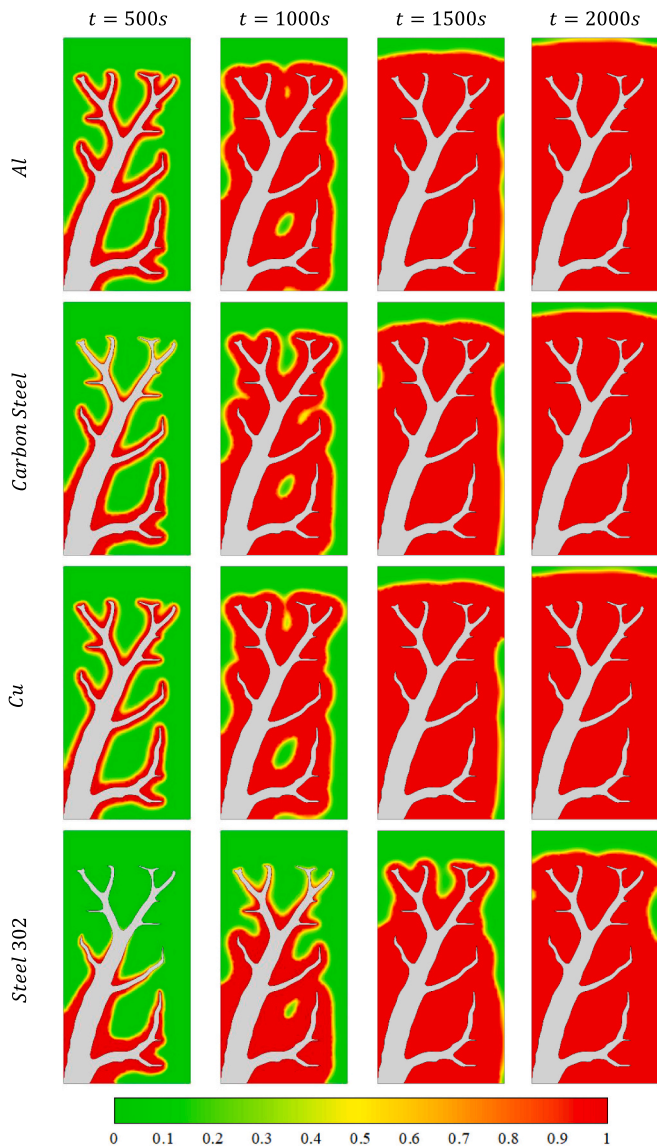 t = 500s
t = 1000s
t = 1500s
t = 2000s
Al
Carbon Steel
Cu
Steel 302
0 0.1 0.2 0.3 0.4 0.5 0.6 0.7 0.8 0.9 1